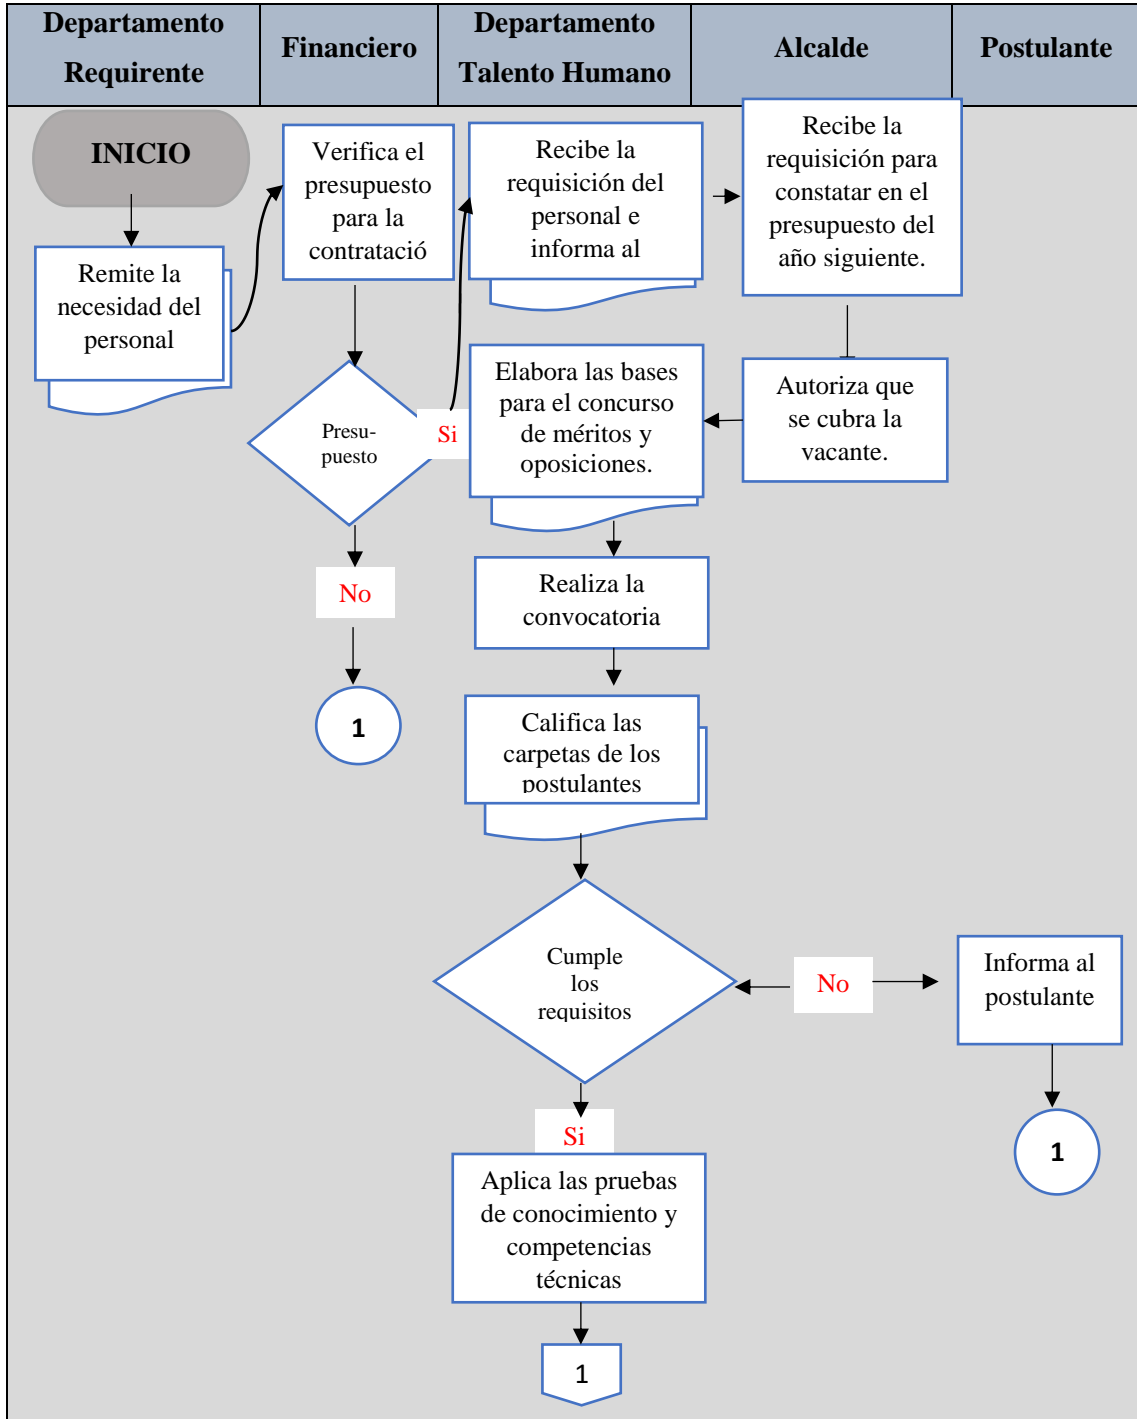 Departamento
Requirente
Financiero
Departamento
Talento Humano
Alcalde
Postulante
INICIO
Remite la
necesidad del
personal
Verifica el
presupuesto
para la
contratació
Recibe la
requisición del
personal e
informa al
Recibe la
requisición para
constatar en el
presupuesto del
año siguiente.
Presu-
puesto
Si
Elabora las bases
para el concurso
de méritos y
oposiciones.
Autoriza que
se cubra la
vacante.
No
1
Realiza la
convocatoria
Califica las
carpetas de los
postulantes
Cumple
los
requisitos
No
Informa al
postulante
1
Si
Aplica las pruebas
de conocimiento y
competencias
técnicas
1